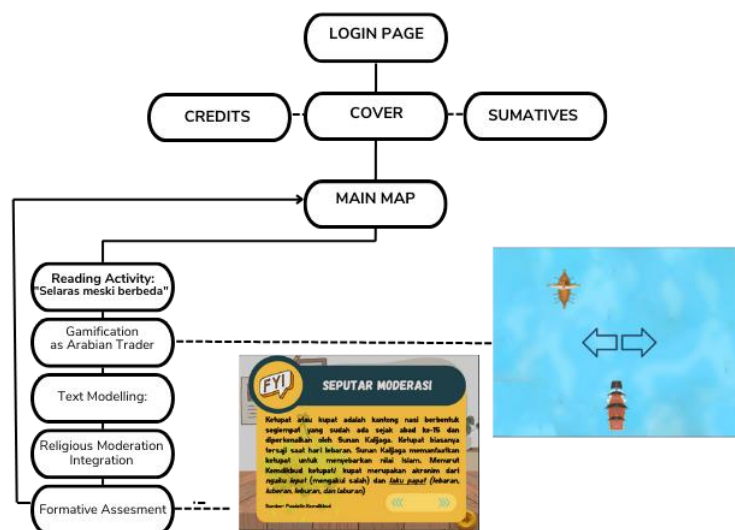 LOGIN PAGE
CREDITS
COVER
SUMATIVES
MAIN MAP
Reading Activity:
"Selaras meski berbeda"
Gamification
as Arabian Trader
Text Modelling:
Religious Moderation
Integration
Formative Assesment
FYI
SEPUTAR MODERASI
Ketupat atau kupat adalah kantong nasi berbentuk
segiempat yang sudah ada sejak abad ke-15 dan
diperkenalkan oleh Sunan Kalijaga. Ketupat biasanya
tersaji saat hari lebaran. Sunan Kalijaga memanfaatkan
ketupat untuk menyebarkan nilai Islam. Menurut
Kemdikbud ketupat/ kupat merupakan akronim dari
ngaku lepat (mengakui salah) dan laku papat (lebaran,
luberan, leburan, dan laburan)
Sumber: Kemdikbud